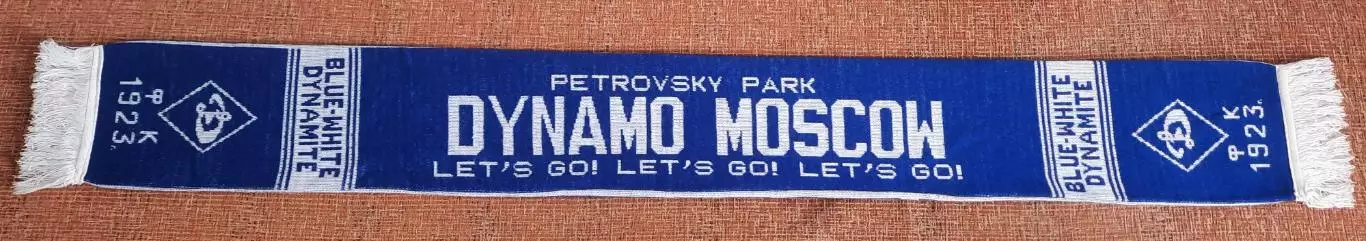 ФК
1923.
BLUE-WHITE
DYNAMITE
PETROVSKY PARK
DYNAMO MOSCOW
LET'S GO! LET'S GO! LET'S GO!
BLUE-WHITE
DYNAMITE
ФК
1923.